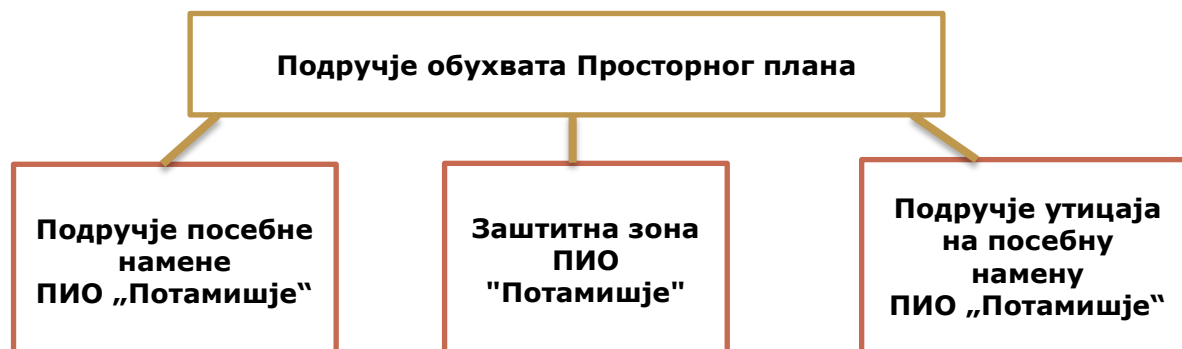 Подручје обухвата Просторног плана
Подручје посебне
намене
ПИО „Потамишје“
Заштитна зона
ПИО
"Потамишје"
Подручје утицаја
на посебну
намену
ПИО „Потамишје“